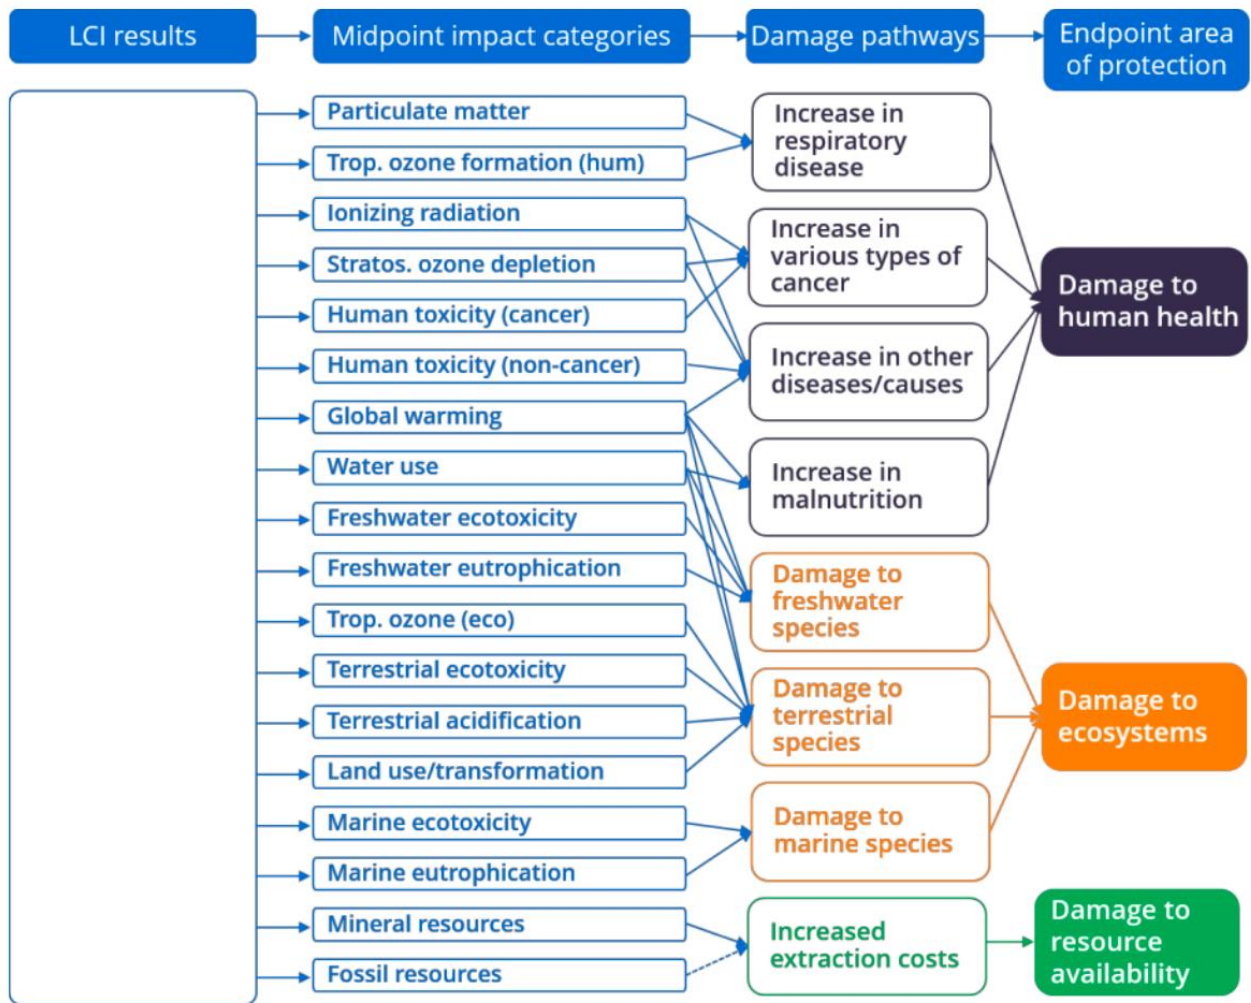 LCI results
Midpoint impact categories
Damage pathways
Endpoint area
of protection
Particulate matter
Trop. ozone formation (hum)
Ionizing radiation
Stratos. ozone depletion
Human toxicity (cancer)
Human toxicity (non-cancer)
Global warming
Water use
Freshwater ecotoxicity
Freshwater eutrophication
Trop. ozone (eco)
Terrestrial ecotoxicity
Terrestrial acidification
Land use/transformation
Marine ecotoxicity
Marine eutrophication
Mineral resources
Fossil resources
Increase in
respiratory
disease
Increase in
various types of
cancer
Increase in other
diseases/causes
Increase in
malnutrition
Damage to
freshwater
species
Damage to
terrestrial
species
Damage to
marine species
Increased
extraction costs
Damage to
human health
Damage to
ecosystems
Damage to
resource
availability